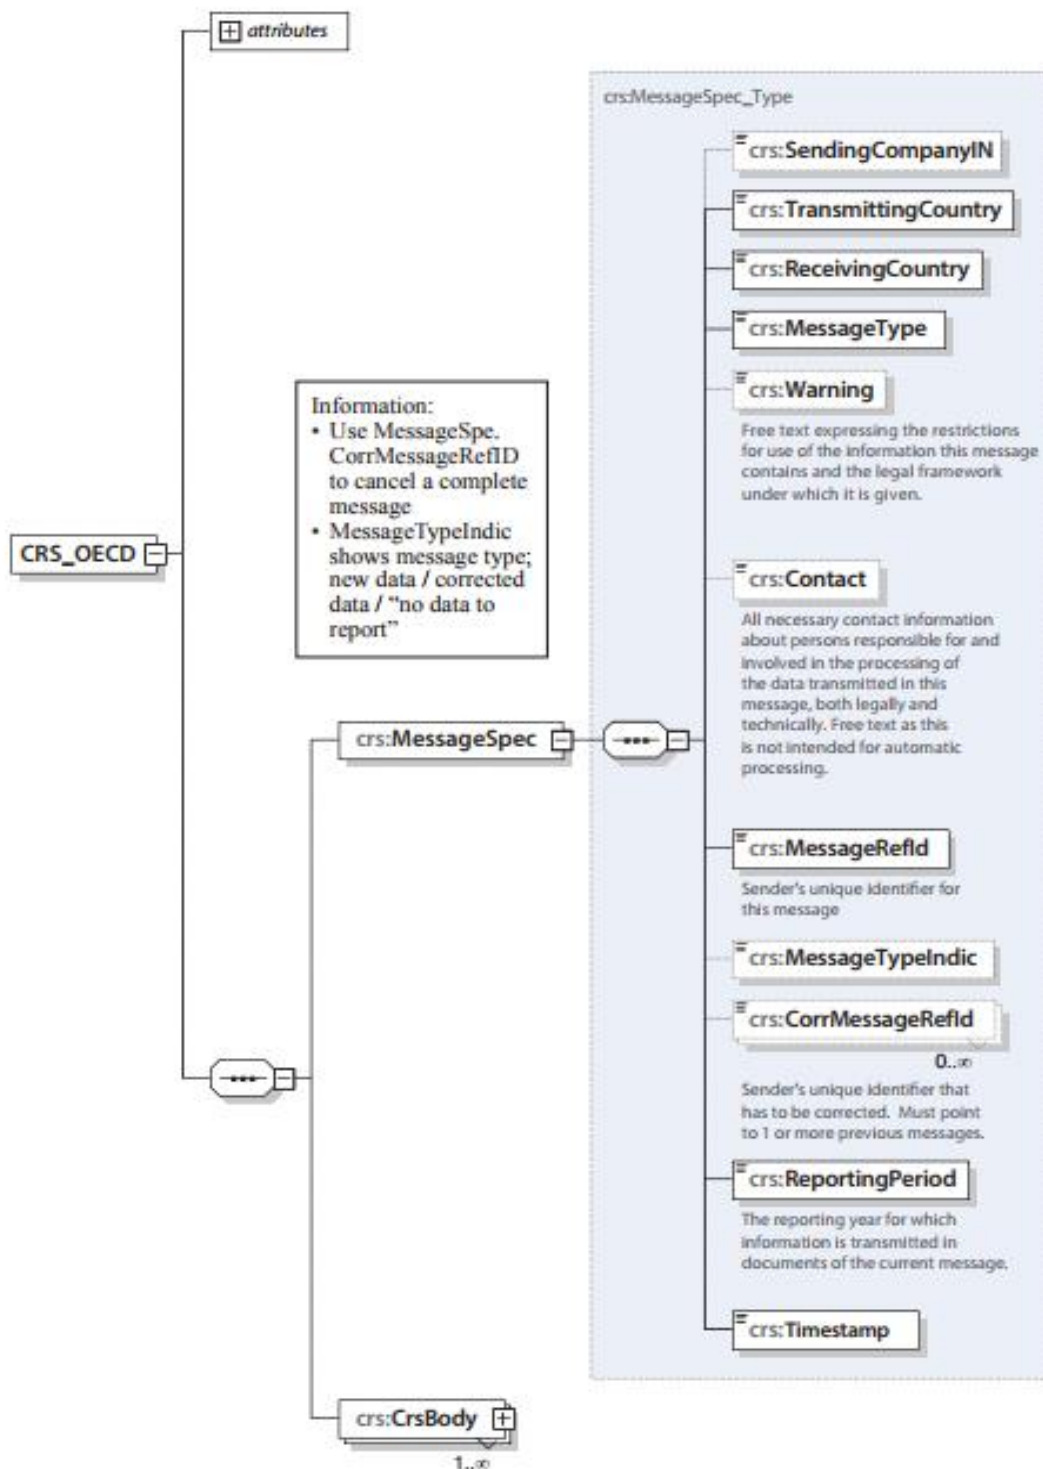 attributes
crs:MessageSpec_Type
crs:SendingCompanyIN
crs:TransmittingCountry
crs:ReceivingCountry
crs:MessageType
crs:Warning
Free text expressing the restrictions
for use of the information this message
contains and the legal framework
under which it is given.
Information:
• Use MessageSpe.
CorrMessageRefID
to cancel a complete
message
• MessageTypeIndic
shows message type;
new data / corrected
data / “no data to
report”
CRS_OECD
crs:Contact
All necessary contact information
about persons responsible for and
involved in the processing of
the data transmitted in this
message, both legally and
technically. Free text as this
is not intended for automatic
processing.
crs:MessageSpec
crs:MessageRefId
Sender's unique identifier for
this message
crs:MessageTypeIndic
crs:CorrMessageRefId
0..∞
Sender's unique identifier that
has to be corrected. Must point
to 1 or more previous messages.
crs:ReportingPeriod
The reporting year for which
information is transmitted in
documents of the current message.
crs:Timestamp
crs:CrsBody
1..∞